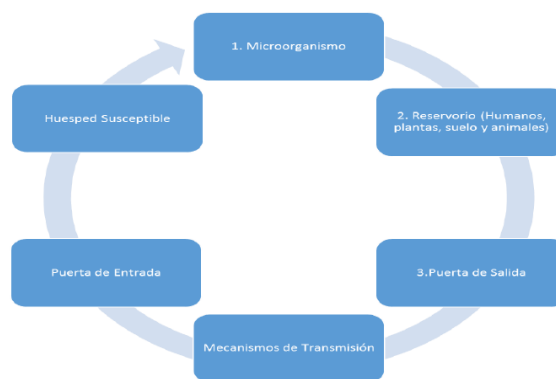 1. Microorganismo
2. Reservorio (Humanos,
plantas, suelo y animales)
3.Puerta de Salida
Mecanismos de Transmisión
Puerta de Entrada
Huesped Susceptible